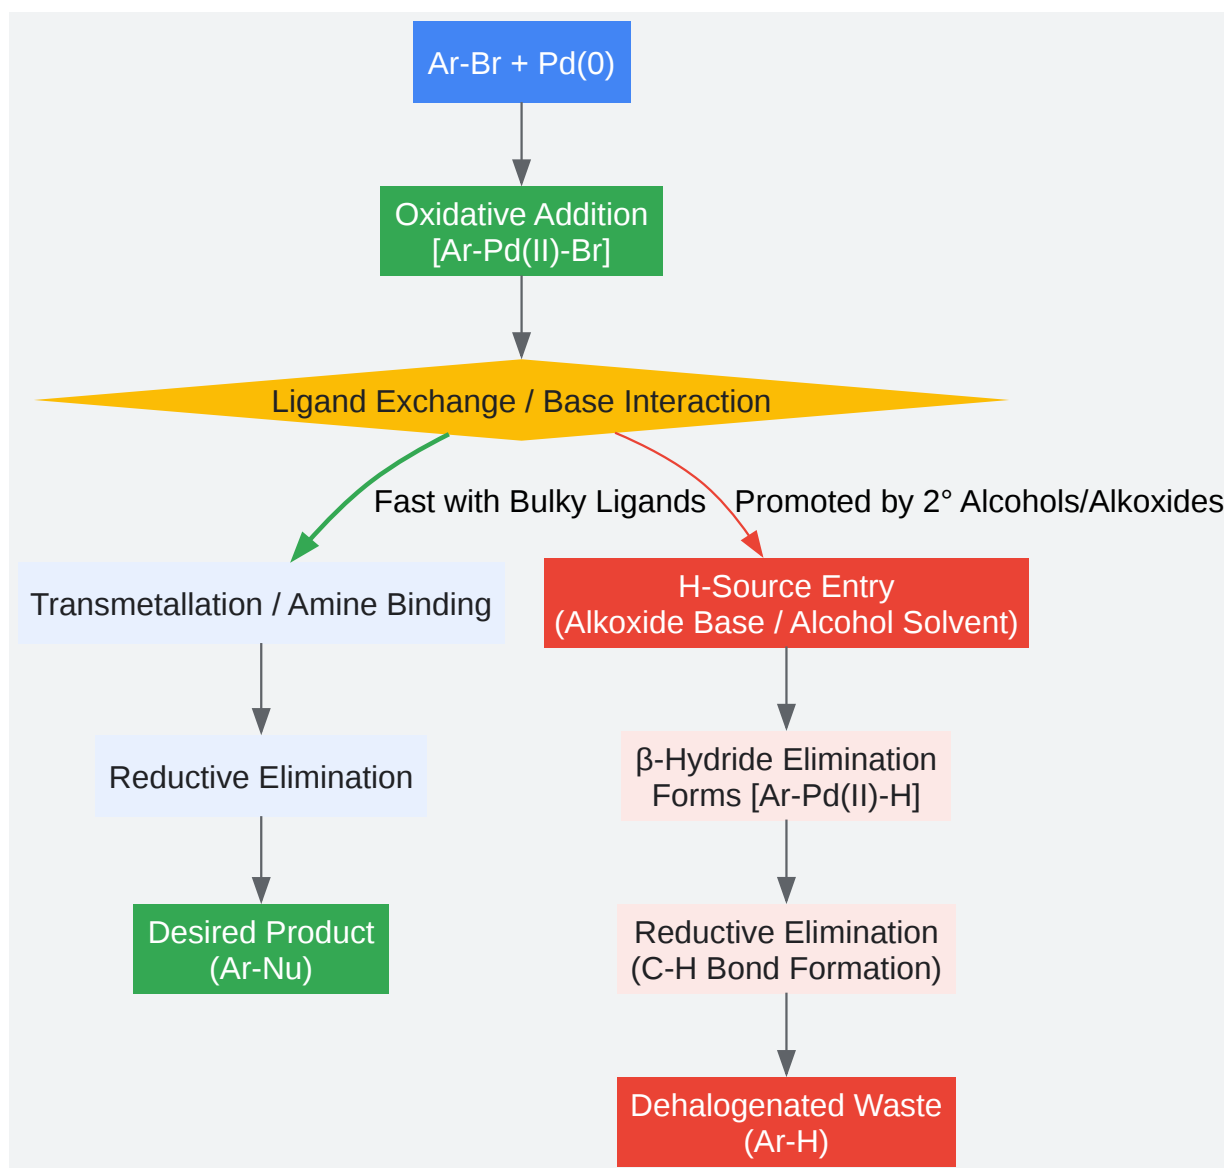 Ar-Br + Pd(0)
Oxidative Addition
[Ar-Pd(II)-Br]
Ligand Exchange / Base Interaction
Fast with Bulky Ligands
Promoted by 2° Alcohols/Alkoxides
Transmetallation / Amine Binding
H-Source Entry
(Alkoxide Base / Alcohol Solvent)
Reductive Elimination
β-Hydride Elimination
Forms [Ar-Pd(II)-H]
Desired Product
(Ar-Nu)
Reductive Elimination
(C-H Bond Formation)
Dehalogenated Waste
(Ar-H)